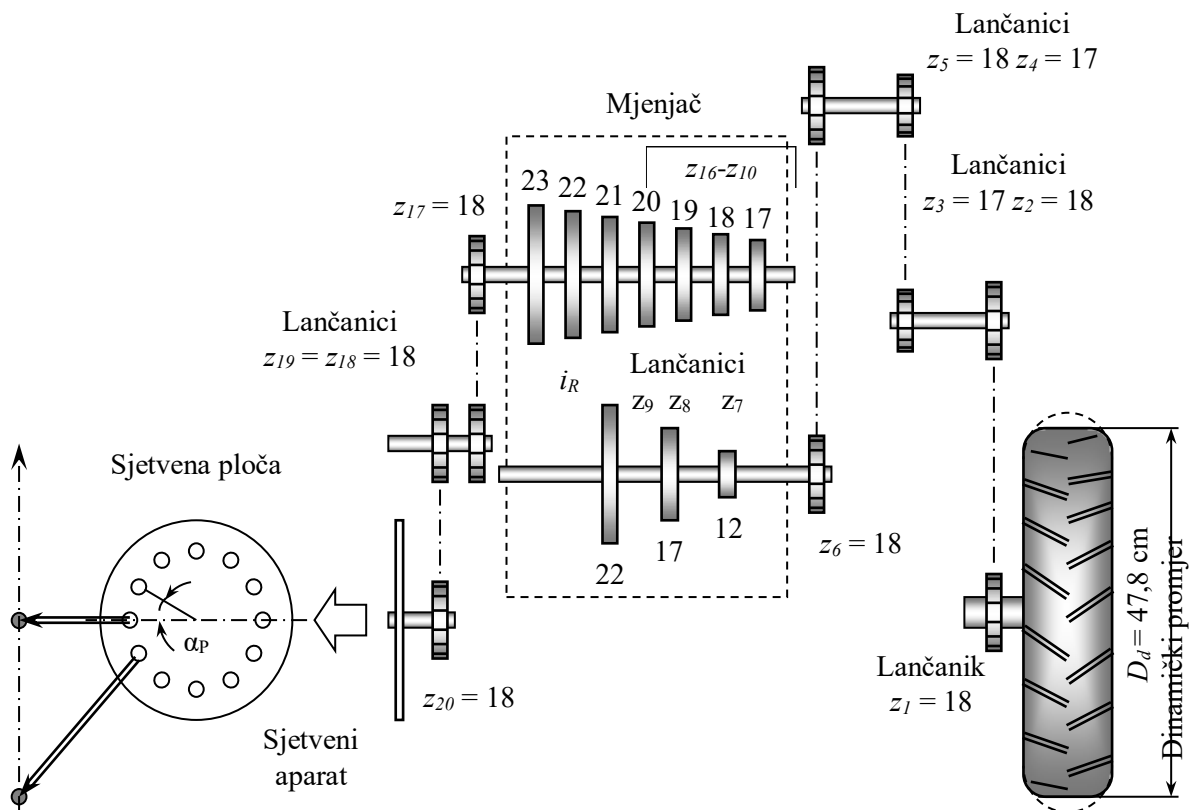 Lančanici
z5 = 18 z4 = 17
Mjenjač
z16-z10
Lančanici
z3 = 17 z2 = 18
23 22 21 20 19 18 17
z17 = 18
Lančanici
z19 = z18 = 18
iR
Lančanici
z9 z8 z7
Sjetvena ploča
12
17
22
z6 = 18
αP
Lančanik
z1 = 18
z20 = 18
Sjetveni
aparat
Dd = 47,8 cm
Dinamički promjer